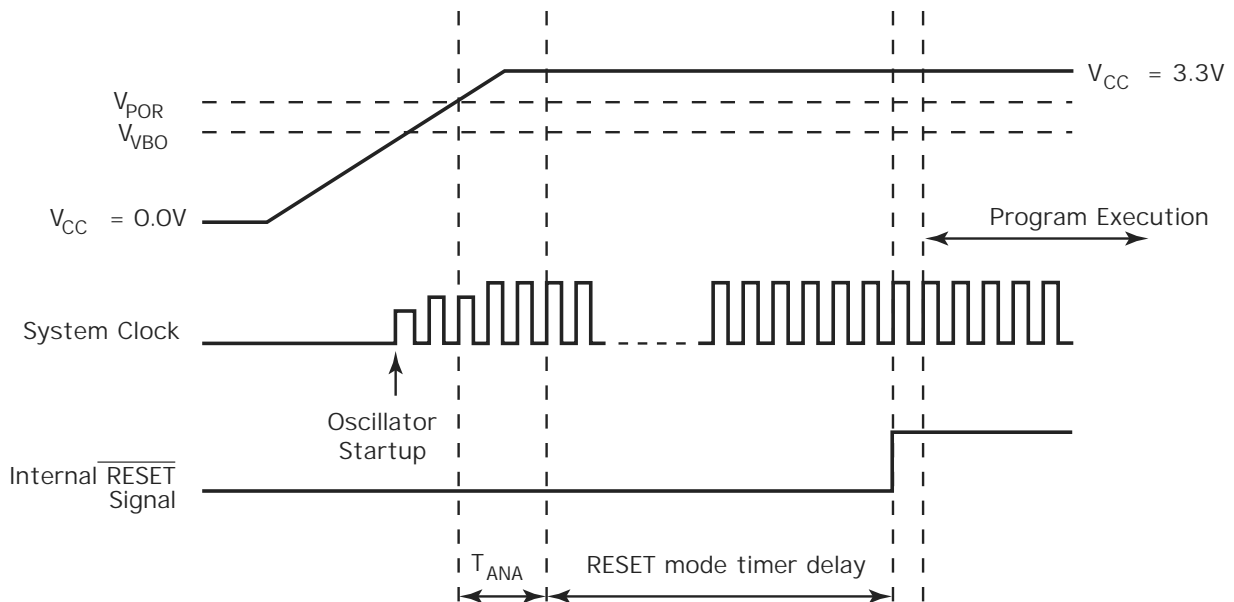 V_CC = 3.3V
V_POR
V_VBO
V_CC = 0.0V
Program Execution
System Clock
Oscillator
Startup
Internal RESET
Signal
T_ANA
RESET mode timer delay